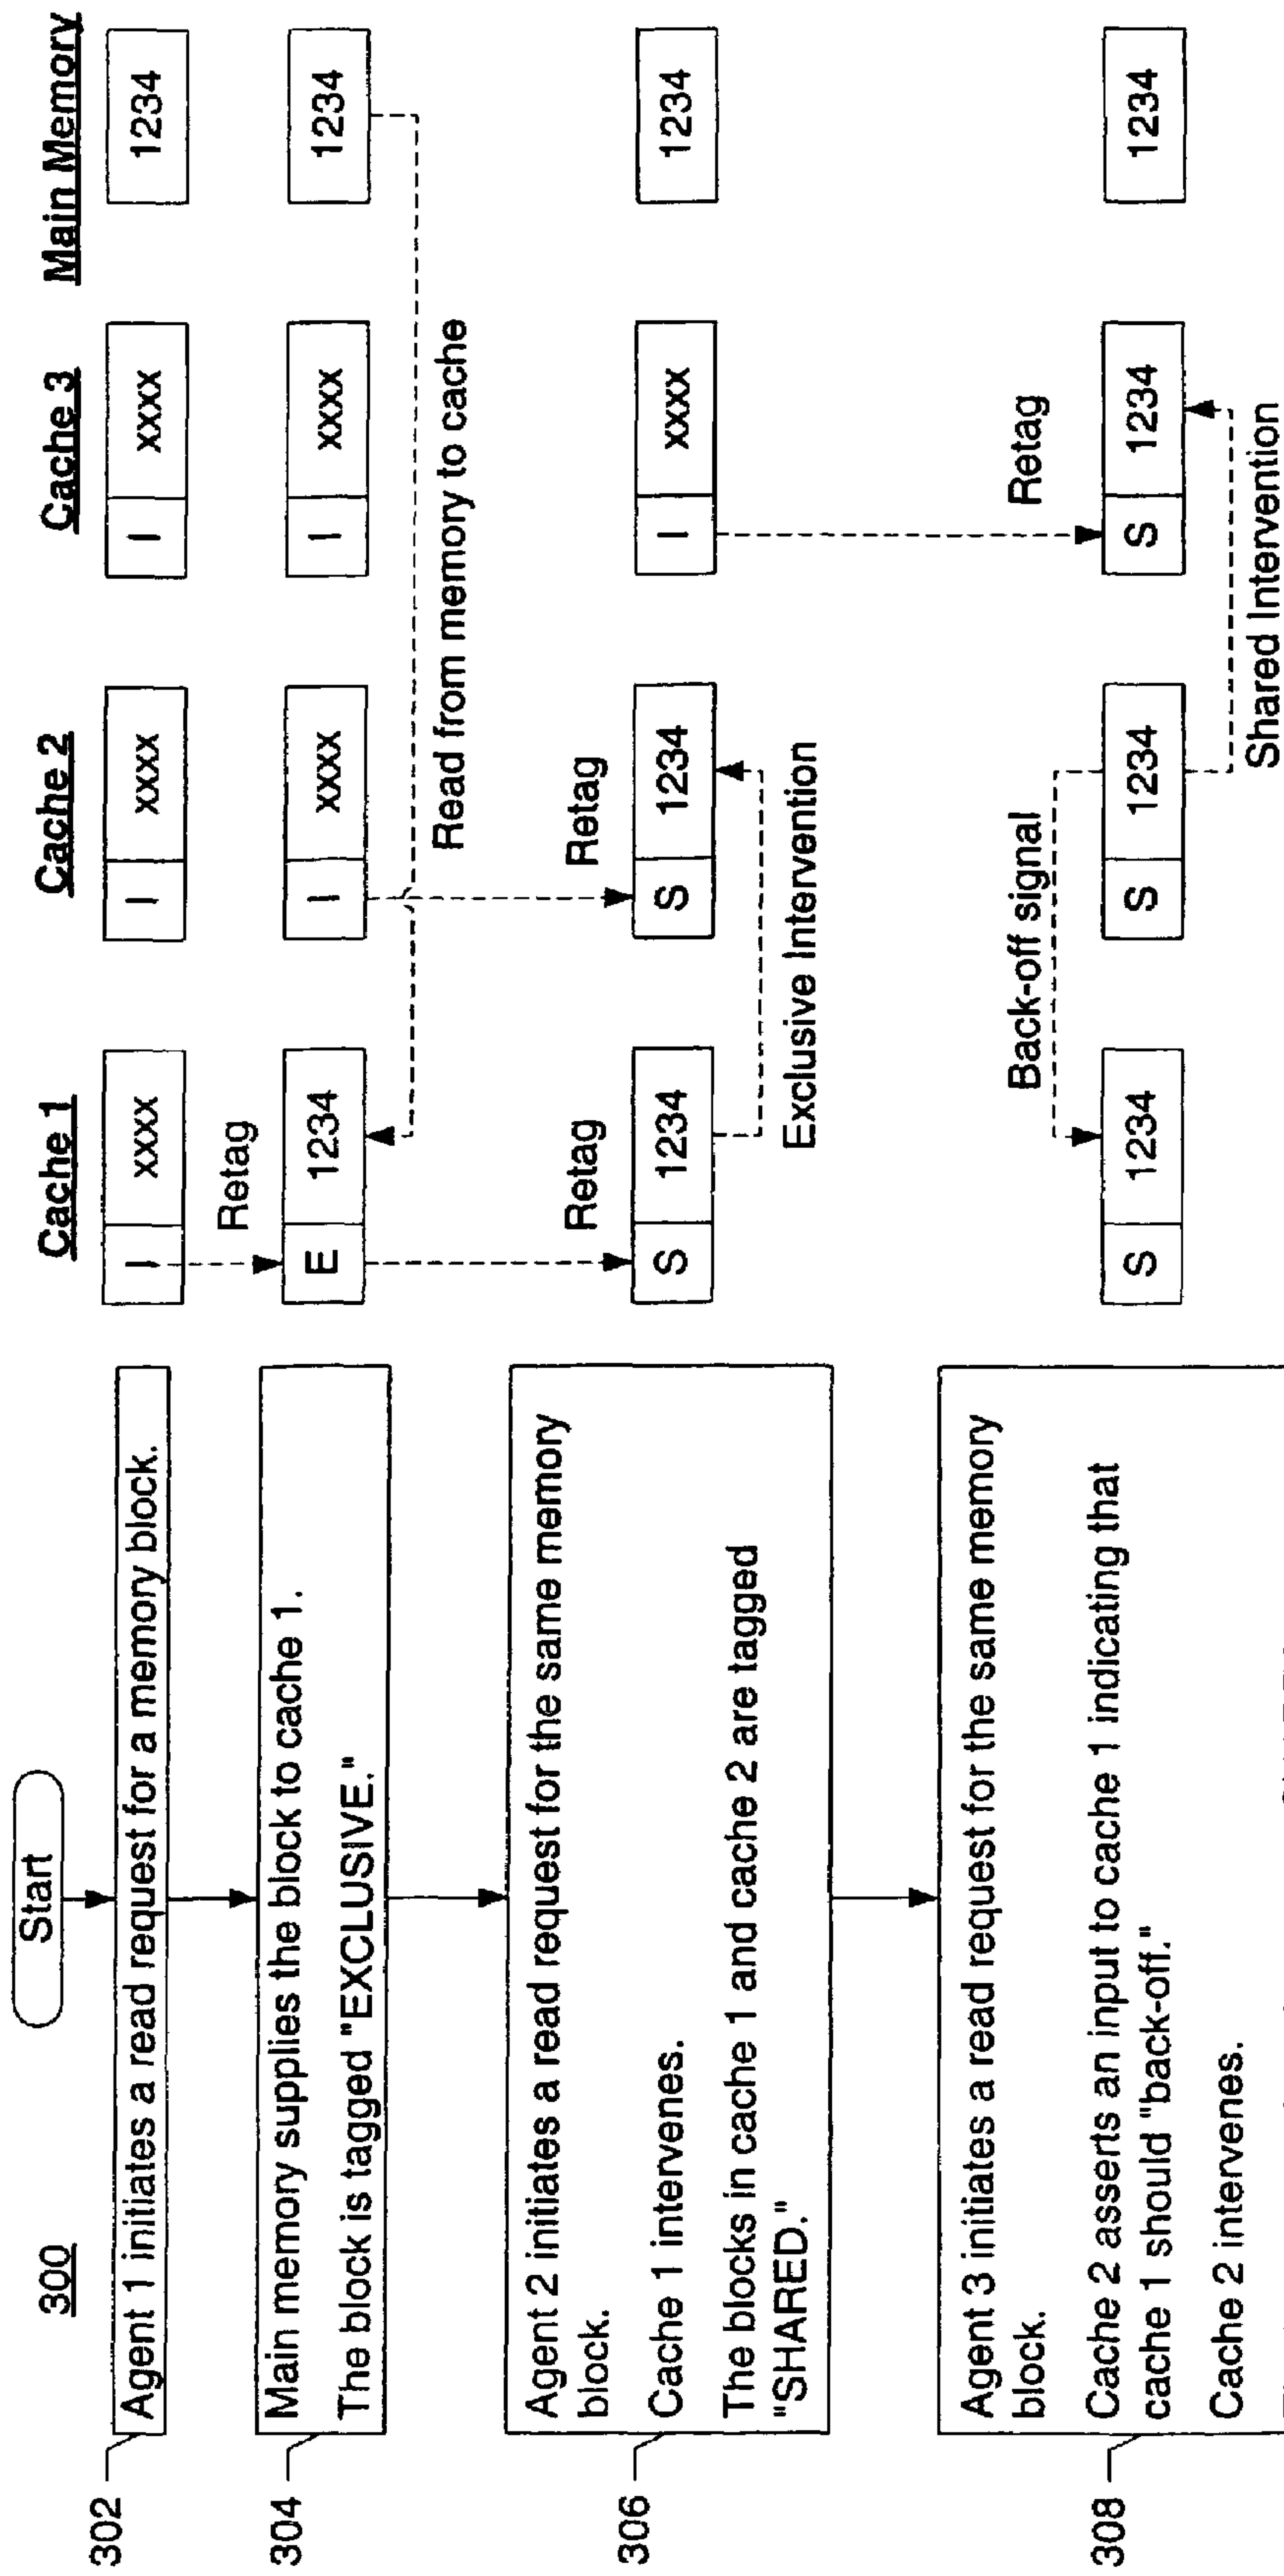 300
Start
Cache 1 Cache 2 Cache 3 Main Memory
302
Agent 1 initiates a read request for a memory block.
I xxxx I xxxx I xxxx 1234
Retag
304
Main memory supplies the block to cache 1.
The block is tagged "EXCLUSIVE."
E 1234 I xxxx I xxxx 1234
Read from memory to cache
Retag Retag
306
Agent 2 initiates a read request for the same memory
block.
Cache 1 intervenes.
The blocks in cache 1 and cache 2 are tagged
"SHARED."
S 1234 S 1234 I xxxx 1234
Exclusive Intervention
Back-off signal Retag
308
Agent 3 initiates a read request for the same memory
block.
Cache 2 asserts an input to cache 1 indicating that
cache 1 should "back-off."
Cache 2 intervenes.
S 1234 S 1234 S 1234 1234
Shared Intervention